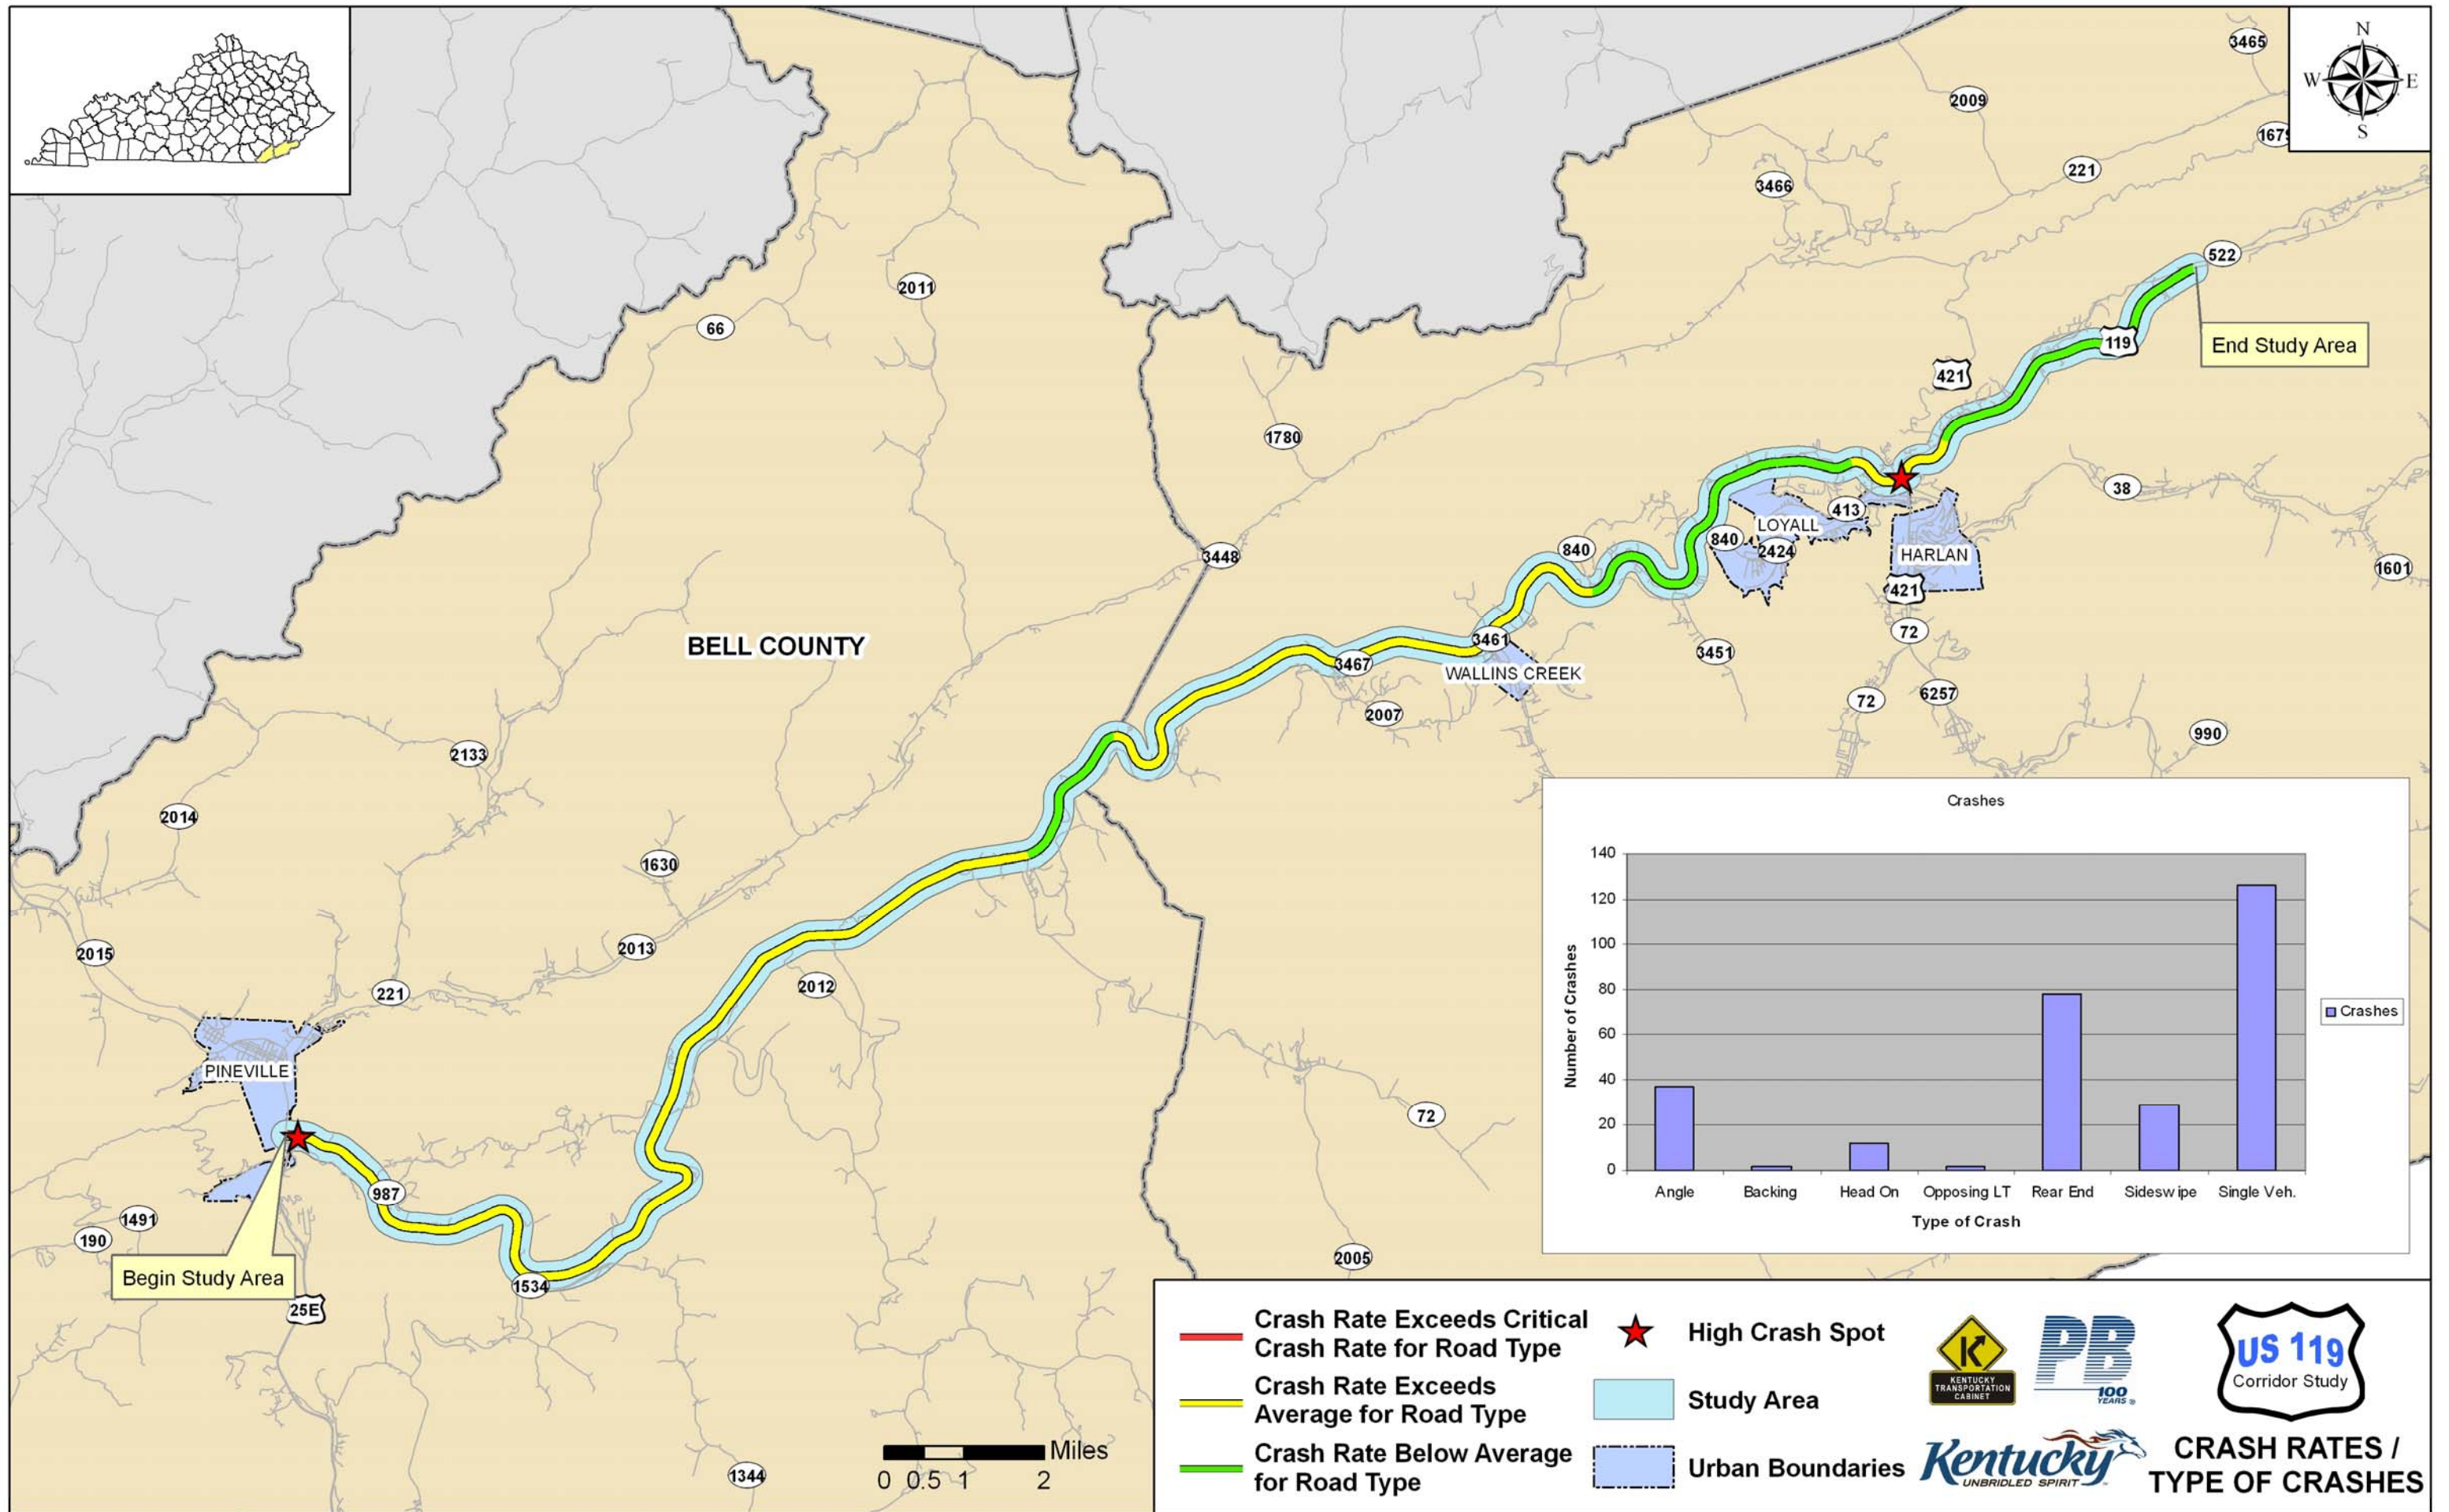 N
W E
S
3465
2009
1679
221
3466
522
2011
66
119
End Study Area
421
1780
38
413
LOYALL
840
2424
HARLAN
3448
840
1601
421
72
BELL COUNTY
3461
3467
WALLINS CREEK
3451
72
6257
2007
990
2133
2014
1630
2015
2013
221
2012
PINEVILLE
72
987
1491
190
Begin Study Area
1534
2005
25E
1344
Crashes
140
120
100
80
60
40
20
0
Number of Crashes
Angle Backing Head On Opposing LT Rear End Sideswipe Single Veh.
Type of Crash
Crashes
Miles
0 0.5 1 2
Crash Rate Exceeds Critical
Crash Rate for Road Type
Crash Rate Exceeds
Average for Road Type
Crash Rate Below Average
for Road Type
High Crash Spot
Study Area
Urban Boundaries
K
KENTUCKY
TRANSPORTATION
CABINET
PB
100
YEARS
Kentucky
UNBRIDLED SPIRIT
US 119
Corridor Study
CRASH RATES /
TYPE OF CRASHES